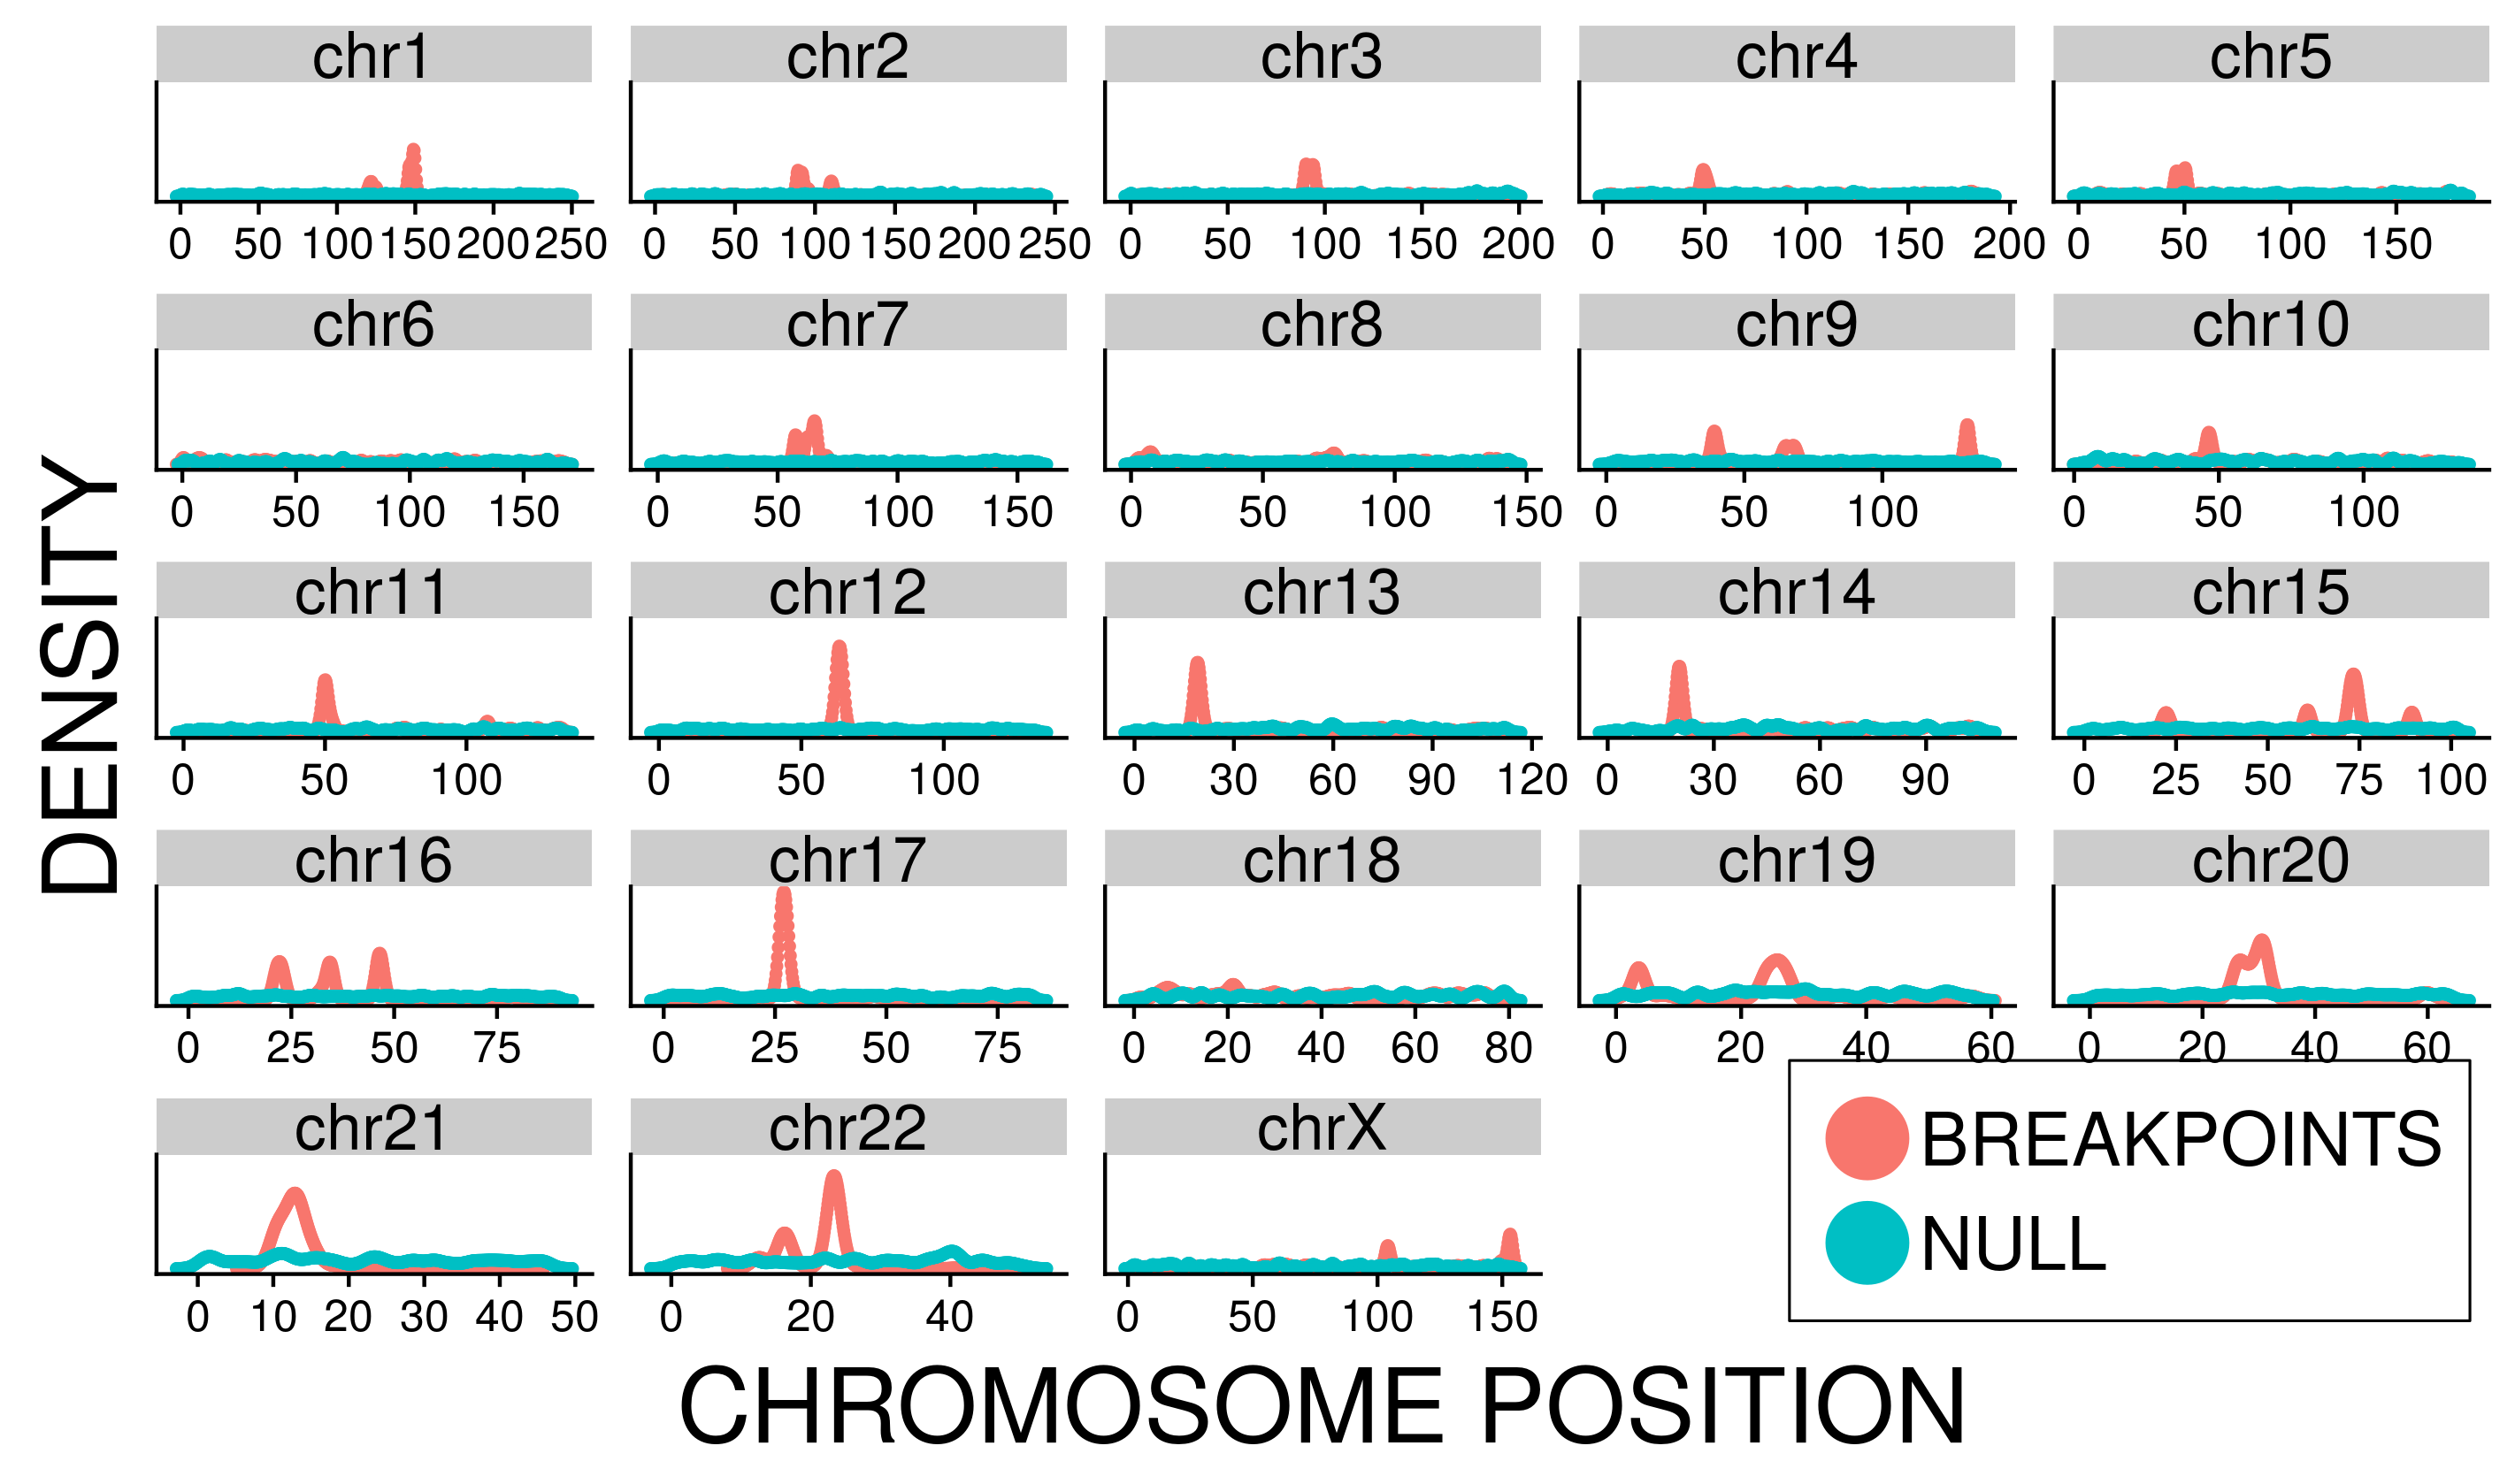 chr1 chr2 chr3 chr4 chr5
0 50 100 150 200 250 0 50 100 150 200 250 0 50 100 150 200 0 50 100 150 200 0 50 100 150
chr6 chr7 chr8 chr9 chr10
0 50 100 150 0 50 100 150 0 50 100 150 0 50 100 0 50 100
DENSITY
chr11 chr12 chr13 chr14 chr15
0 50 100 0 50 100 0 30 60 90 120 0 30 60 90 0 25 50 75 100
chr16 chr17 chr18 chr19 chr20
0 25 50 75 0 25 50 75 0 20 40 60 80 0 20 40 60 0 20 40 60
chr21 chr22 chrX
BREAKPOINTS
NULL
0 10 20 30 40 50 0 20 40 0 50 100 150
CHROMOSOME POSITION